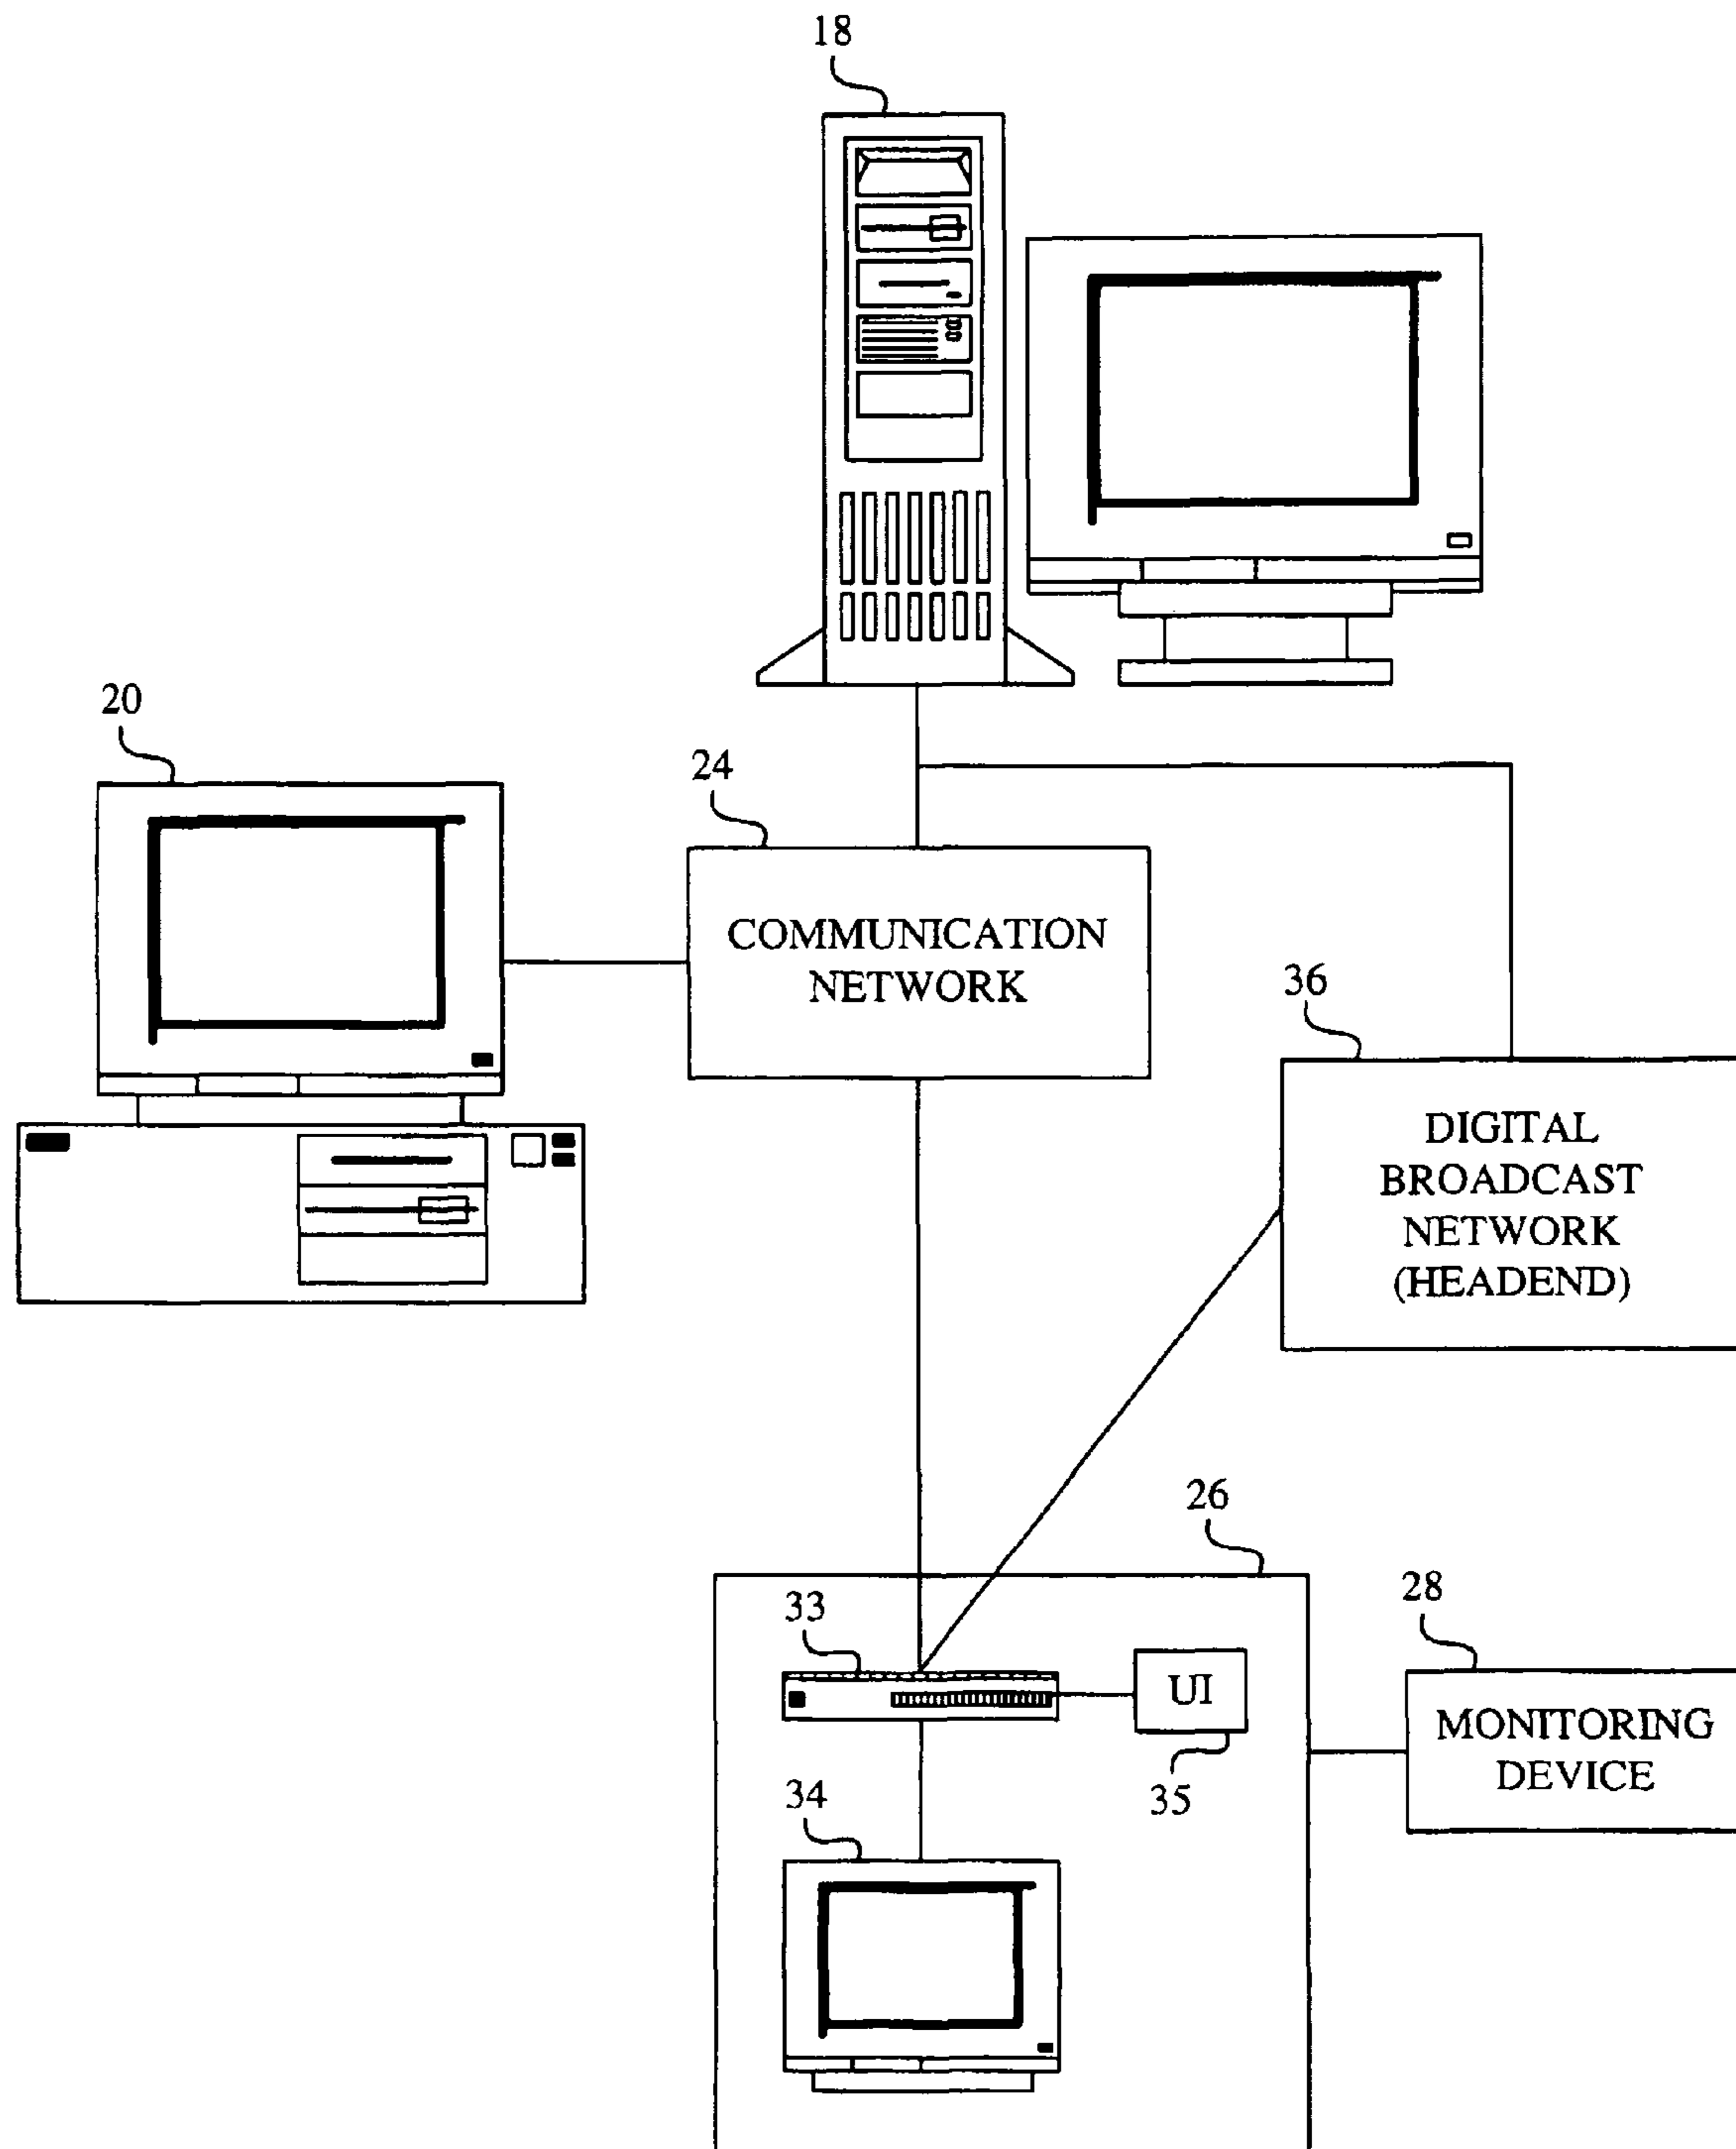 18
20
24
COMMUNICATION
NETWORK
36
DIGITAL
BROADCAST
NETWORK
(HEADEND)
26
33
UI
35
28
MONITORING
DEVICE
34